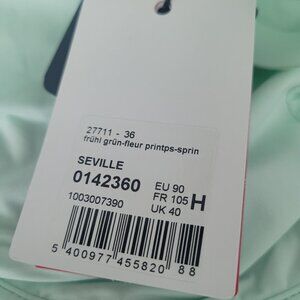 27711 - 36
frühl grün-fleur printps-sprin
SEVILLE
0142360
EU 90
FR 105 H
UK 40
1003007390
5 400977 455820 88